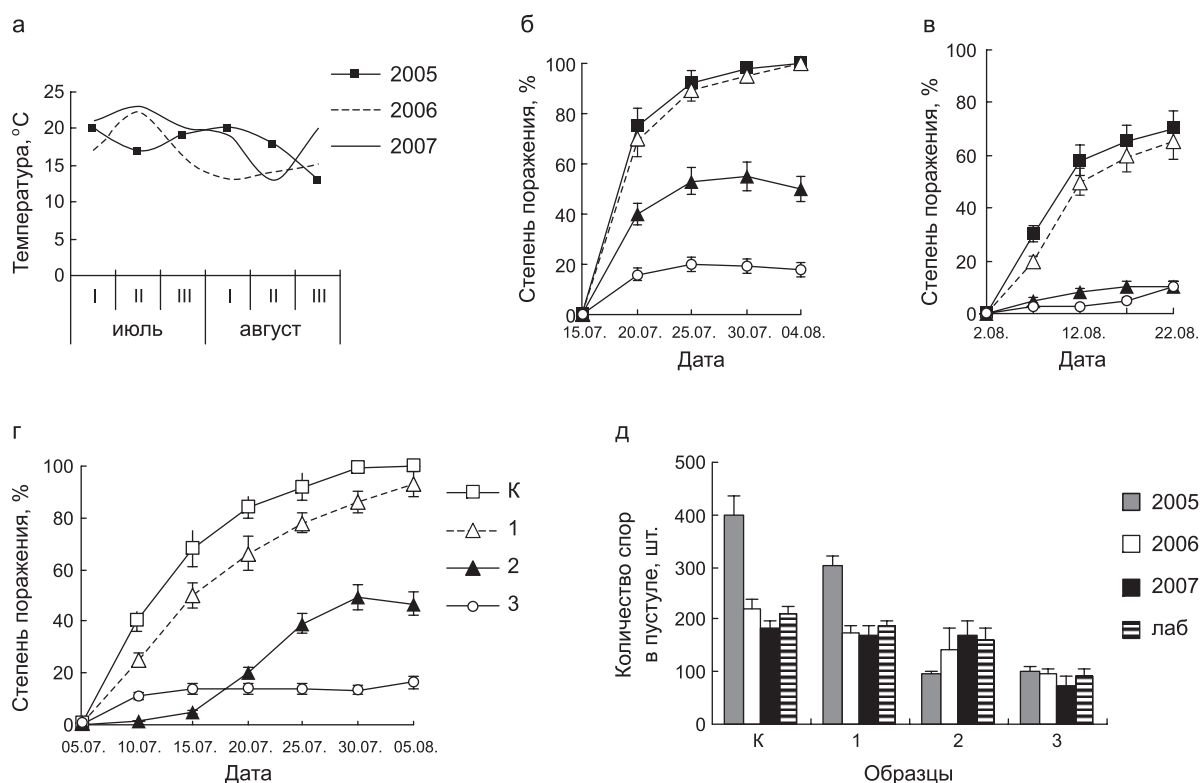 а
Температура, °C
25
20
15
10
5
0
I II III I II III
июль август
2005
2006
2007
б
Степень поражения, %
100
80
60
40
20
0
15.07. 20.07. 25.07. 30.07. 04.08.
Дата
в
Степень поражения, %
100
80
60
40
20
0
2.08. 12.08. 22.08.
Дата
г
Степень поражения, %
100
80
60
40
20
0
05.07. 10.07. 15.07. 20.07. 25.07. 30.07. 05.08.
Дата
К
1
2
3
д
Количество спор
в пустуле, шт.
500
400
300
200
100
0
К 1 2 3
Образцы
2005
2006
2007
лаб